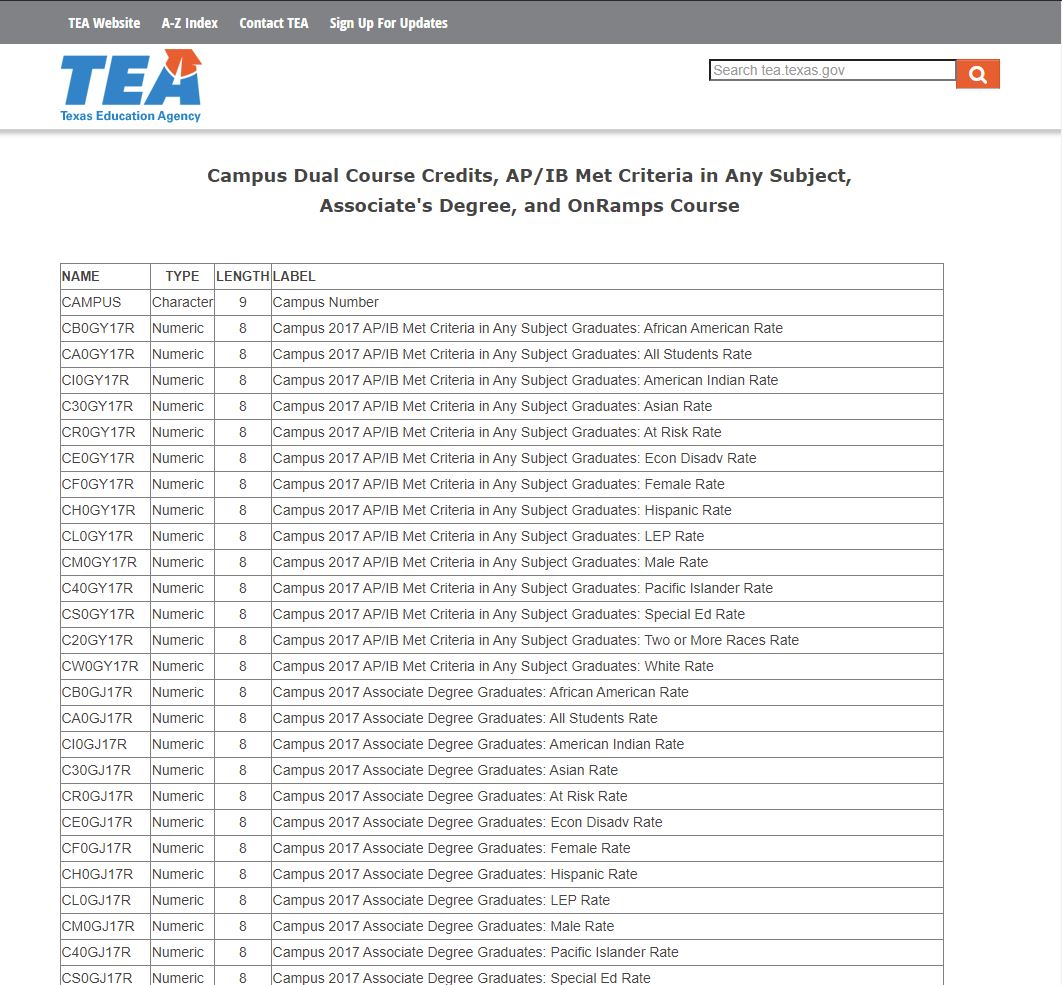 TEA Website A-Z Index Contact TEA Sign Up For Updates
TEA
Texas Education Agency
Search tea.texas.gov
Campus Dual Course Credits, AP/IB Met Criteria in Any Subject,
Associate's Degree, and OnRamps Course
NAME TYPE LENGTH LABEL
CAMPUS Character 9 Campus Number
CB0GY17R Numeric 8 Campus 2017 AP/IB Met Criteria in Any Subject Graduates: African American Rate
CA0GY17R Numeric 8 Campus 2017 AP/IB Met Criteria in Any Subject Graduates: All Students Rate
CI0GY17R Numeric 8 Campus 2017 AP/IB Met Criteria in Any Subject Graduates: American Indian Rate
C30GY17R Numeric 8 Campus 2017 AP/IB Met Criteria in Any Subject Graduates: Asian Rate
CR0GY17R Numeric 8 Campus 2017 AP/IB Met Criteria in Any Subject Graduates: At Risk Rate
CE0GY17R Numeric 8 Campus 2017 AP/IB Met Criteria in Any Subject Graduates: Econ Disadv Rate
CF0GY17R Numeric 8 Campus 2017 AP/IB Met Criteria in Any Subject Graduates: Female Rate
CH0GY17R Numeric 8 Campus 2017 AP/IB Met Criteria in Any Subject Graduates: Hispanic Rate
CL0GY17R Numeric 8 Campus 2017 AP/IB Met Criteria in Any Subject Graduates: LEP Rate
CM0GY17R Numeric 8 Campus 2017 AP/IB Met Criteria in Any Subject Graduates: Male Rate
C40GY17R Numeric 8 Campus 2017 AP/IB Met Criteria in Any Subject Graduates: Pacific Islander Rate
CS0GY17R Numeric 8 Campus 2017 AP/IB Met Criteria in Any Subject Graduates: Special Ed Rate
C20GY17R Numeric 8 Campus 2017 AP/IB Met Criteria in Any Subject Graduates: Two or More Races Rate
CW0GY17R Numeric 8 Campus 2017 AP/IB Met Criteria in Any Subject Graduates: White Rate
CB0GJ17R Numeric 8 Campus 2017 Associate Degree Graduates: African American Rate
CA0GJ17R Numeric 8 Campus 2017 Associate Degree Graduates: All Students Rate
CI0GJ17R Numeric 8 Campus 2017 Associate Degree Graduates: American Indian Rate
C30GJ17R Numeric 8 Campus 2017 Associate Degree Graduates: Asian Rate
CR0GJ17R Numeric 8 Campus 2017 Associate Degree Graduates: At Risk Rate
CE0GJ17R Numeric 8 Campus 2017 Associate Degree Graduates: Econ Disadv Rate
CF0GJ17R Numeric 8 Campus 2017 Associate Degree Graduates: Female Rate
CH0GJ17R Numeric 8 Campus 2017 Associate Degree Graduates: Hispanic Rate
CL0GJ17R Numeric 8 Campus 2017 Associate Degree Graduates: LEP Rate
CM0GJ17R Numeric 8 Campus 2017 Associate Degree Graduates: Male Rate
C40GJ17R Numeric 8 Campus 2017 Associate Degree Graduates: Pacific Islander Rate
CS0GJ17R Numeric 8 Campus 2017 Associate Degree Graduates: Special Ed Rate